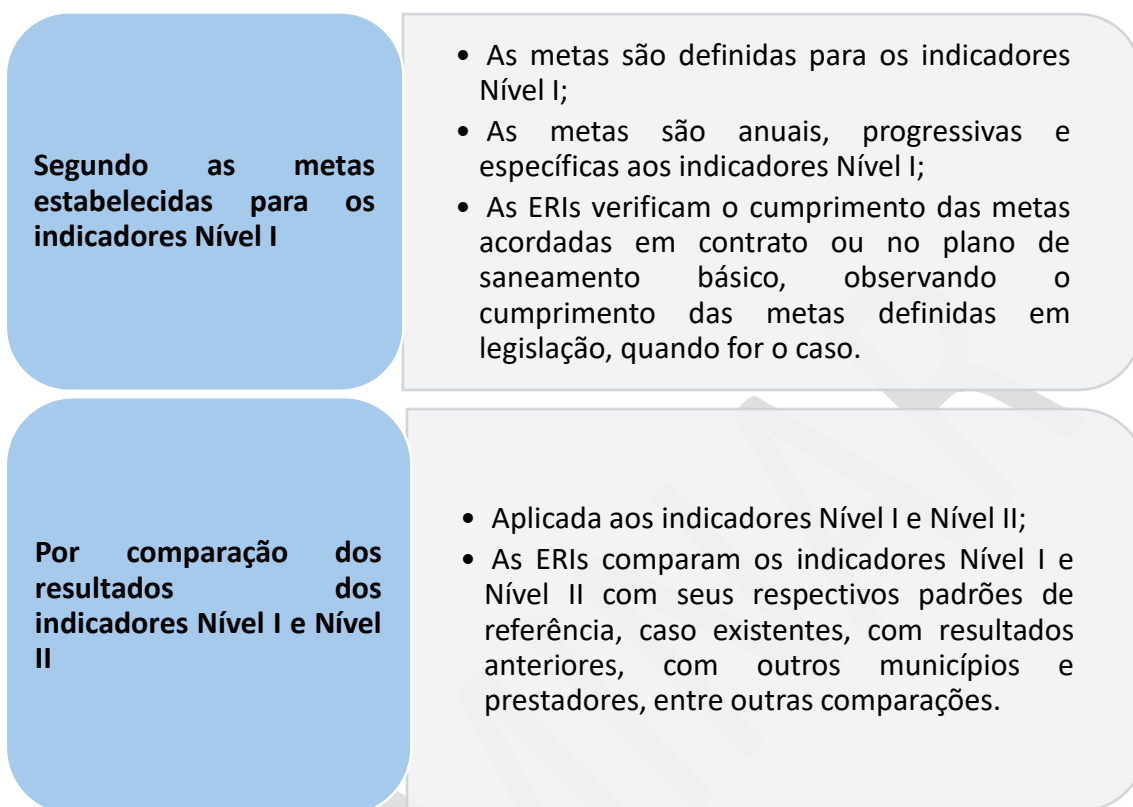 Segundo as metas
estabelecidas para os
indicadores Nível I
• As metas são definidas para os indicadores
Nível I;
• As metas são anuais, progressivas e
específicas aos indicadores Nível I;
• As ERIs verificam o cumprimento das metas
acordadas em contrato ou no plano de
saneamento básico, observando o
cumprimento das metas definidas em
legislação, quando for o caso.
Por comparação dos
resultados dos
indicadores Nível I e Nível
II
• Aplicada aos indicadores Nível I e Nível II;
• As ERIs comparam os indicadores Nível I e
Nível II com seus respectivos padrões de
referência, caso existentes, com resultados
anteriores, com outros municípios e
prestadores, entre outras comparações.